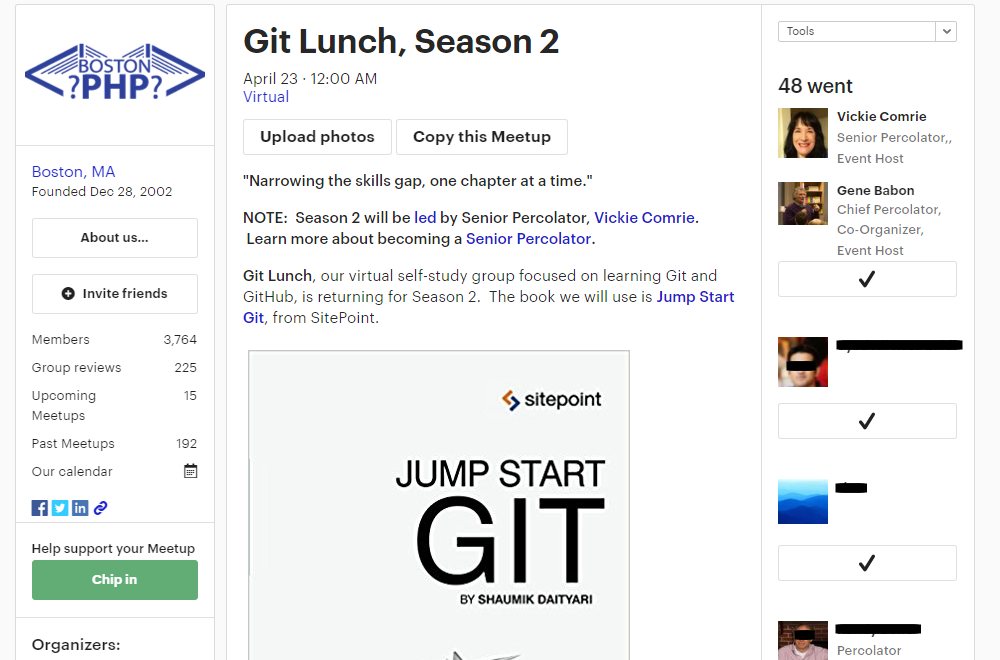 BOSTON
?PHP?
Boston, MA
Founded Dec 28, 2002
About us...
Invite friends
Members 3,764
Group reviews 225
Upcoming 15
Meetups
Past Meetups 192
Our calendar
Help support your Meetup
Chip in
Organizers:
Git Lunch, Season 2
April 23 · 12:00 AM
Virtual
Upload photos
Copy this Meetup
"Narrowing the skills gap, one chapter at a time."
NOTE:  Season 2 will be led by Senior Percolator, Vickie Comrie.
Learn more about becoming a Senior Percolator.
Git Lunch, our virtual self-study group focused on learning Git and
GitHub, is returning for Season 2.  The book we will use is Jump Start
Git, from SitePoint.
sitepoint
JUMP START
GIT
BY SHAUMIK DAITYARI
Tools
48 went
Vickie Comrie
Senior Percolator,,
Event Host
Gene Babon
Chief Percolator,
Co-Organizer,
Event Host
Percolator